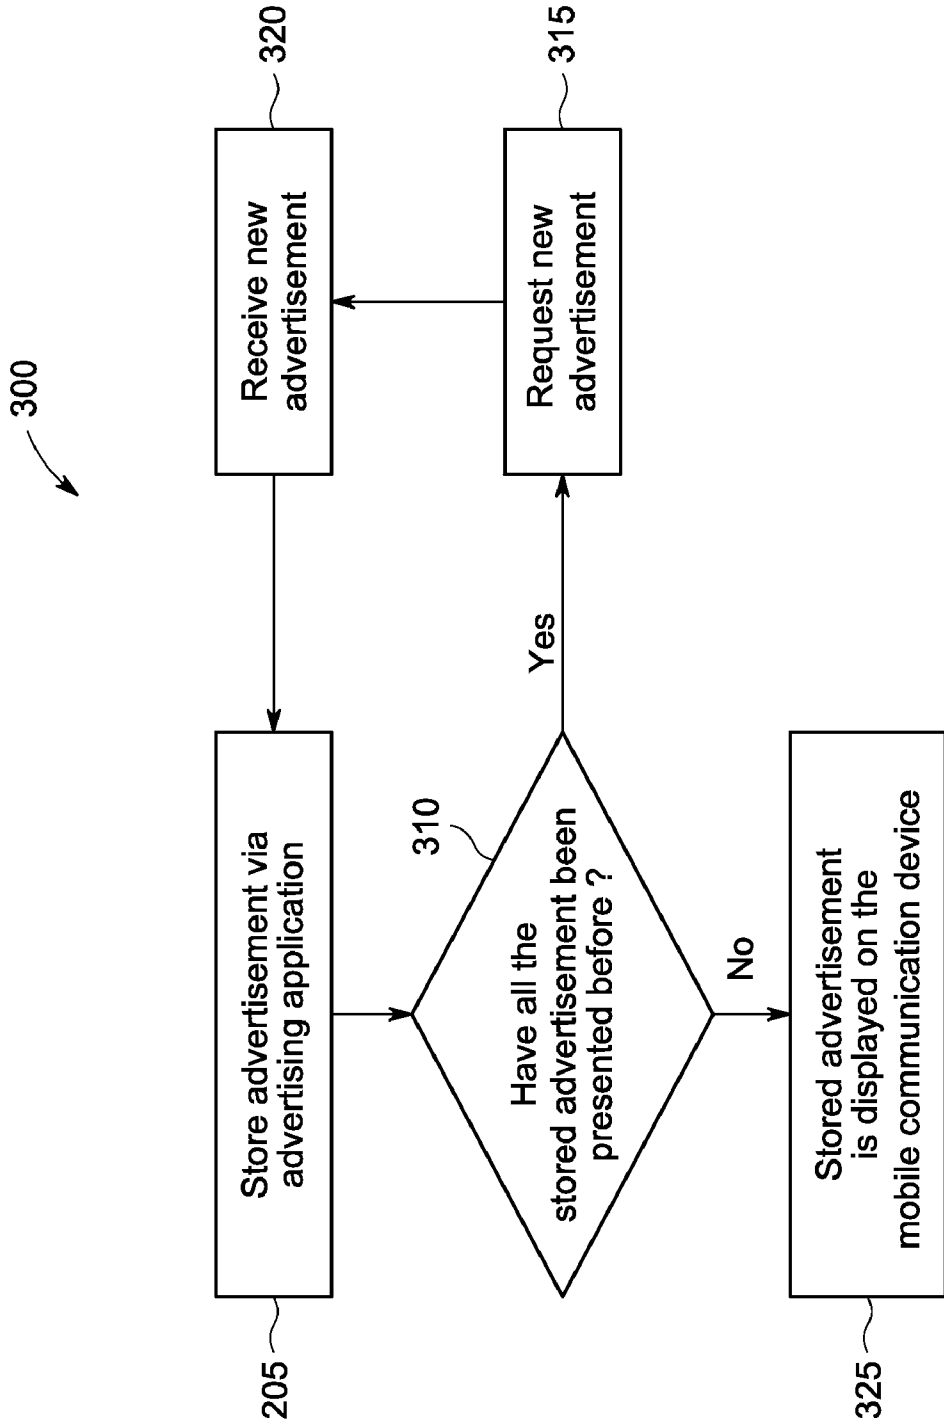 300
205
Store advertisement via
advertising application
Receive new
advertisement
320
310
Have all the
stored advertisement been
presented before ?
Yes
Request new
advertisement
315
No
325
Stored advertisement
is displayed on the
mobile communication device